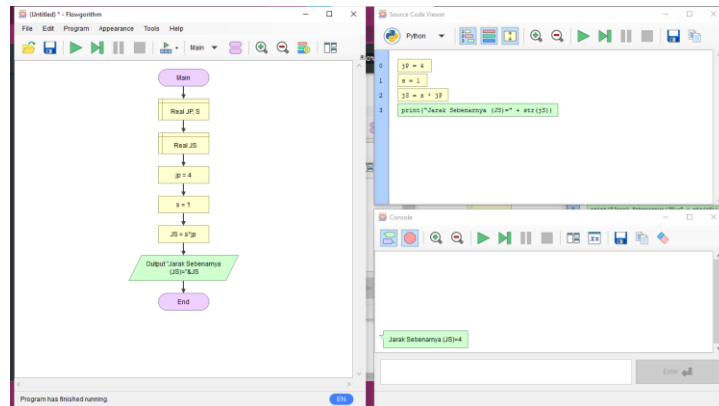 (Untitled) * - Flowgorithm
File Edit Program Appearance Tools Help
Main
Main
Real JP, S
Real JS
jp = 4
s = 1
JS = s*jp
Output "Jarak Sebenarnya
(JS)="&JS
End
Program has finished running.
EN
Source Code Viewer
Python
0 jP = 4
1 s = 1
2 jS = s * jP
3 print("Jarak Sebenarnya (JS)=" + str(jS))
Console
Jarak Sebenarnya (JS)=4
Enter